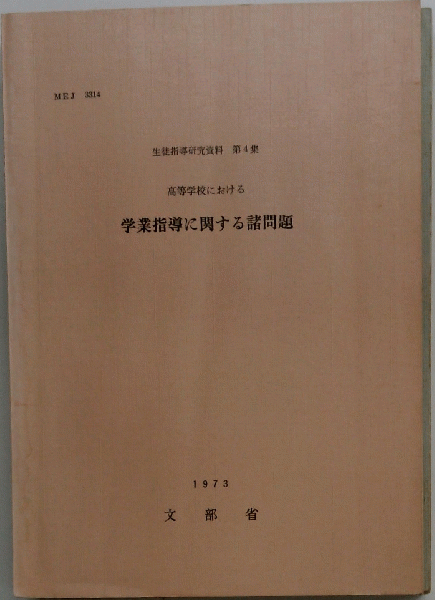 MEJ 3314
生徒指導研究資料 第4集
高等学校における
学業指導に関する諸問題
1973
文部省